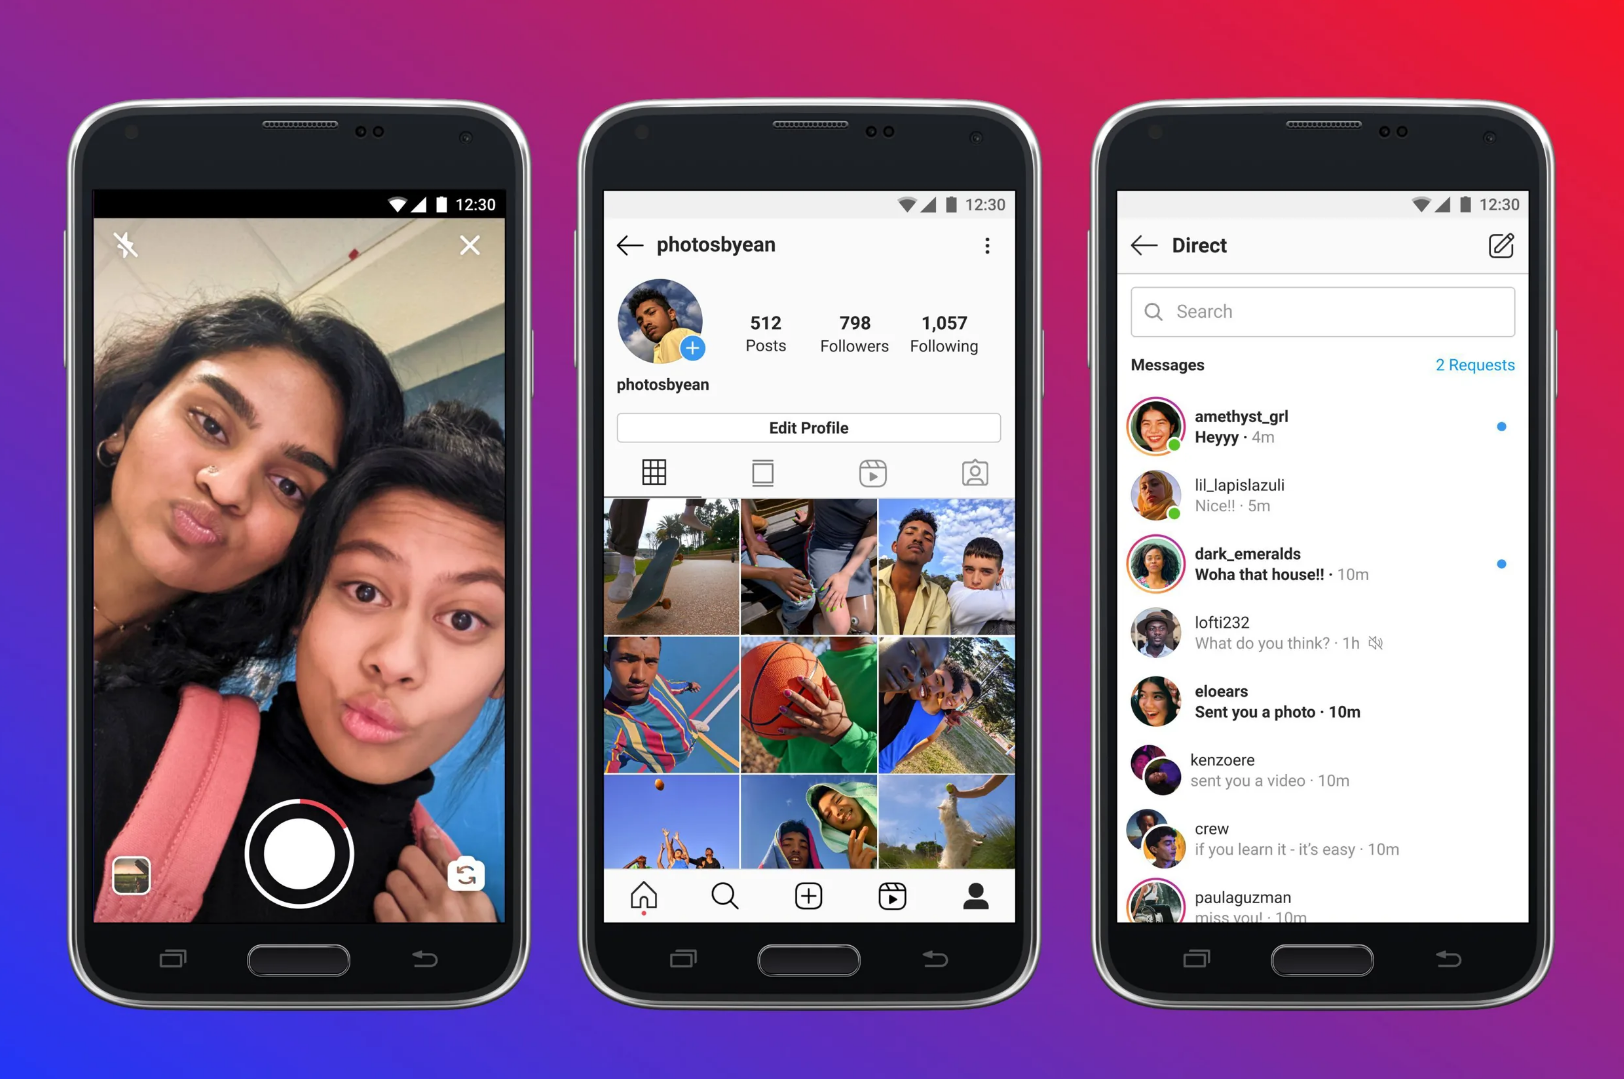 12:30
12:30
photosbyean
512
798
1,057
Posts
Followers
Following
photosbyean
Edit Profile
12:30
Direct
Search
Messages
2 Requests
amethyst_grl
Heyyy · 4m
lil_lapislazuli
Nice!! · 5m
dark_emeralds
Woha that house!! · 10m
lofti232
What do you think? · 1h
eloears
Sent you a photo · 10m
kenzoere
sent you a video · 10m
crew
if you learn it - it's easy · 10m
paulaguzman
miss you! · 10m